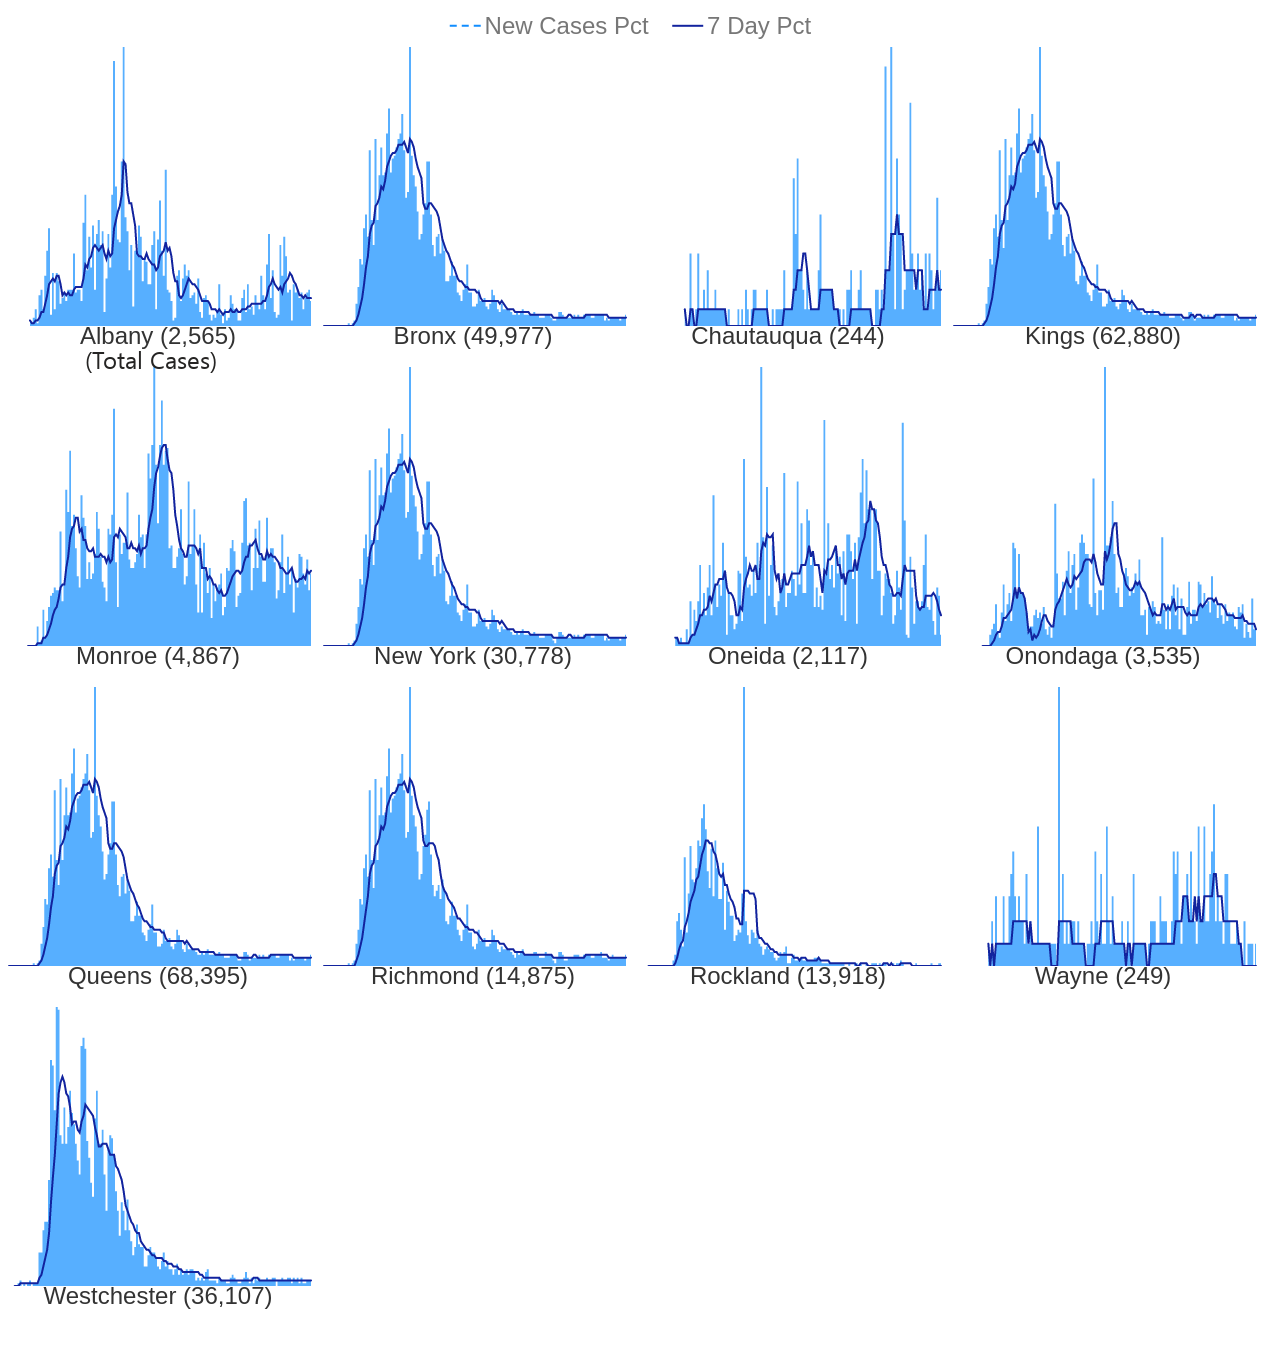 New Cases Pct 7 Day Pct
Albany (2,565) Bronx (49,977) Chautauqua (244) Kings (62,880)
(Total Cases)
Monroe (4,867) New York (30,778) Oneida (2,117) Onondaga (3,535)
Queens (68,395) Richmond (14,875) Rockland (13,918) Wayne (249)
Westchester (36,107)